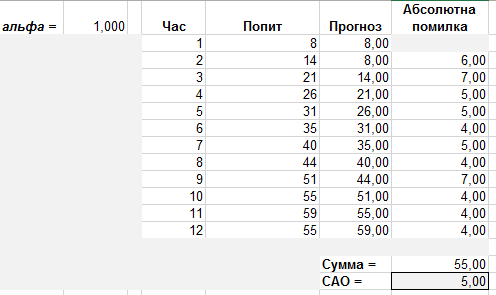 Абсолютна
альфа = 1,000 Час Попит Прогноз помилка
1 8 8,00
2 14 8,00 6,00
3 21 14,00 7,00
4 26 21,00 5,00
5 31 26,00 5,00
6 35 31,00 4,00
7 40 35,00 5,00
8 44 40,00 4,00
9 51 44,00 7,00
10 55 51,00 4,00
11 59 55,00 4,00
12 55 59,00 4,00
Сумма = 55,00
САО = 5,00